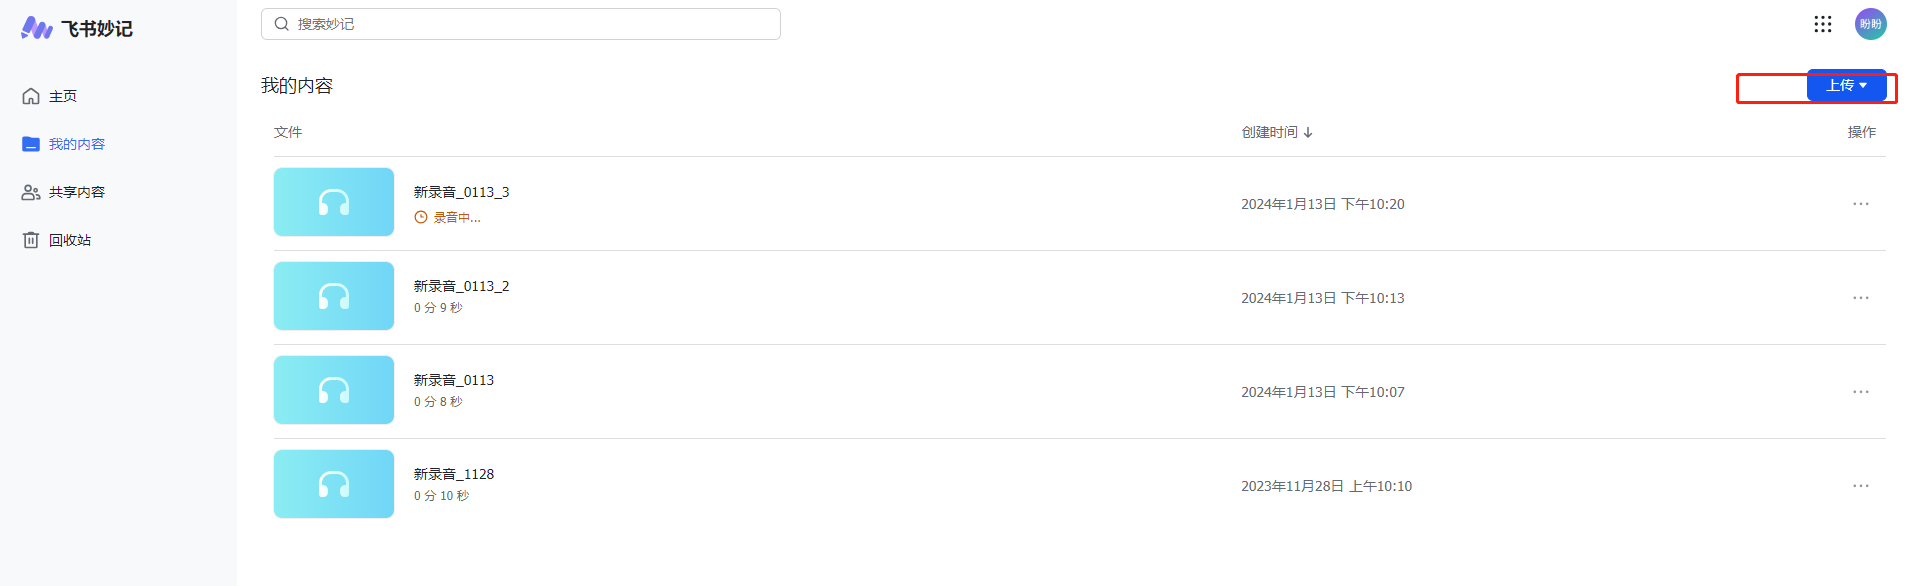 飞书妙记
搜索妙记
盼盼
主页
我的内容
共享内容
回收站
我的内容
上传
文件
创建时间
操作
新录音_0113_3
录音中...
2024年1月13日 下午10:20
新录音_0113_2
0 分 9 秒
2024年1月13日 下午10:13
新录音_0113
0 分 8 秒
2024年1月13日 下午10:07
新录音_1128
0 分 10 秒
2023年11月28日 上午10:10